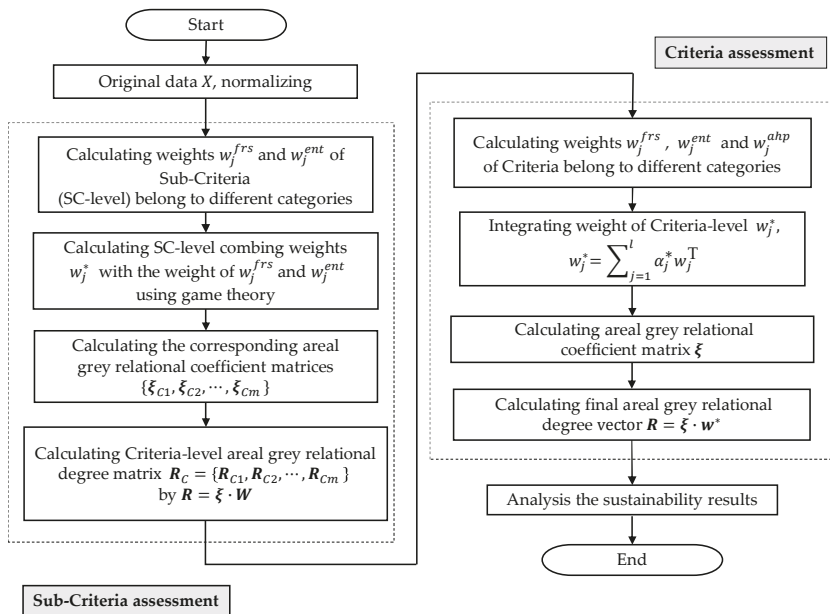 Start
Original data X, normalizing
Calculating weights w_j^{frs} and w_j^{ent} of
Sub-Criteria
(SC-level) belong to different categories
Calculating SC-level combing weights
w_j^* with the weight of w_j^{frs} and w_j^{ent}
using game theory
Calculating the corresponding areal
grey relational coefficient matrices
{ξ_{C1}, ξ_{C2}, ⋯, ξ_{Cm}}
Calculating Criteria-level areal grey relational
degree matrix R_C = {R_{C1}, R_{C2}, ⋯, R_{Cm}}
by R = ξ · W
Sub-Criteria assessment
Criteria assessment
Calculating weights w_j^{frs}, w_j^{ent} and w_j^{ahp}
of Criteria belong to different categories
Integrating weight of Criteria-level w_j^*,
w_j^* = ∑_{j=1}^{l} α_j^* w_j^T
Calculating areal grey relational
coefficient matrix ξ
Calculating final areal grey relational
degree vector R = ξ · w^*
Analysis the sustainability results
End